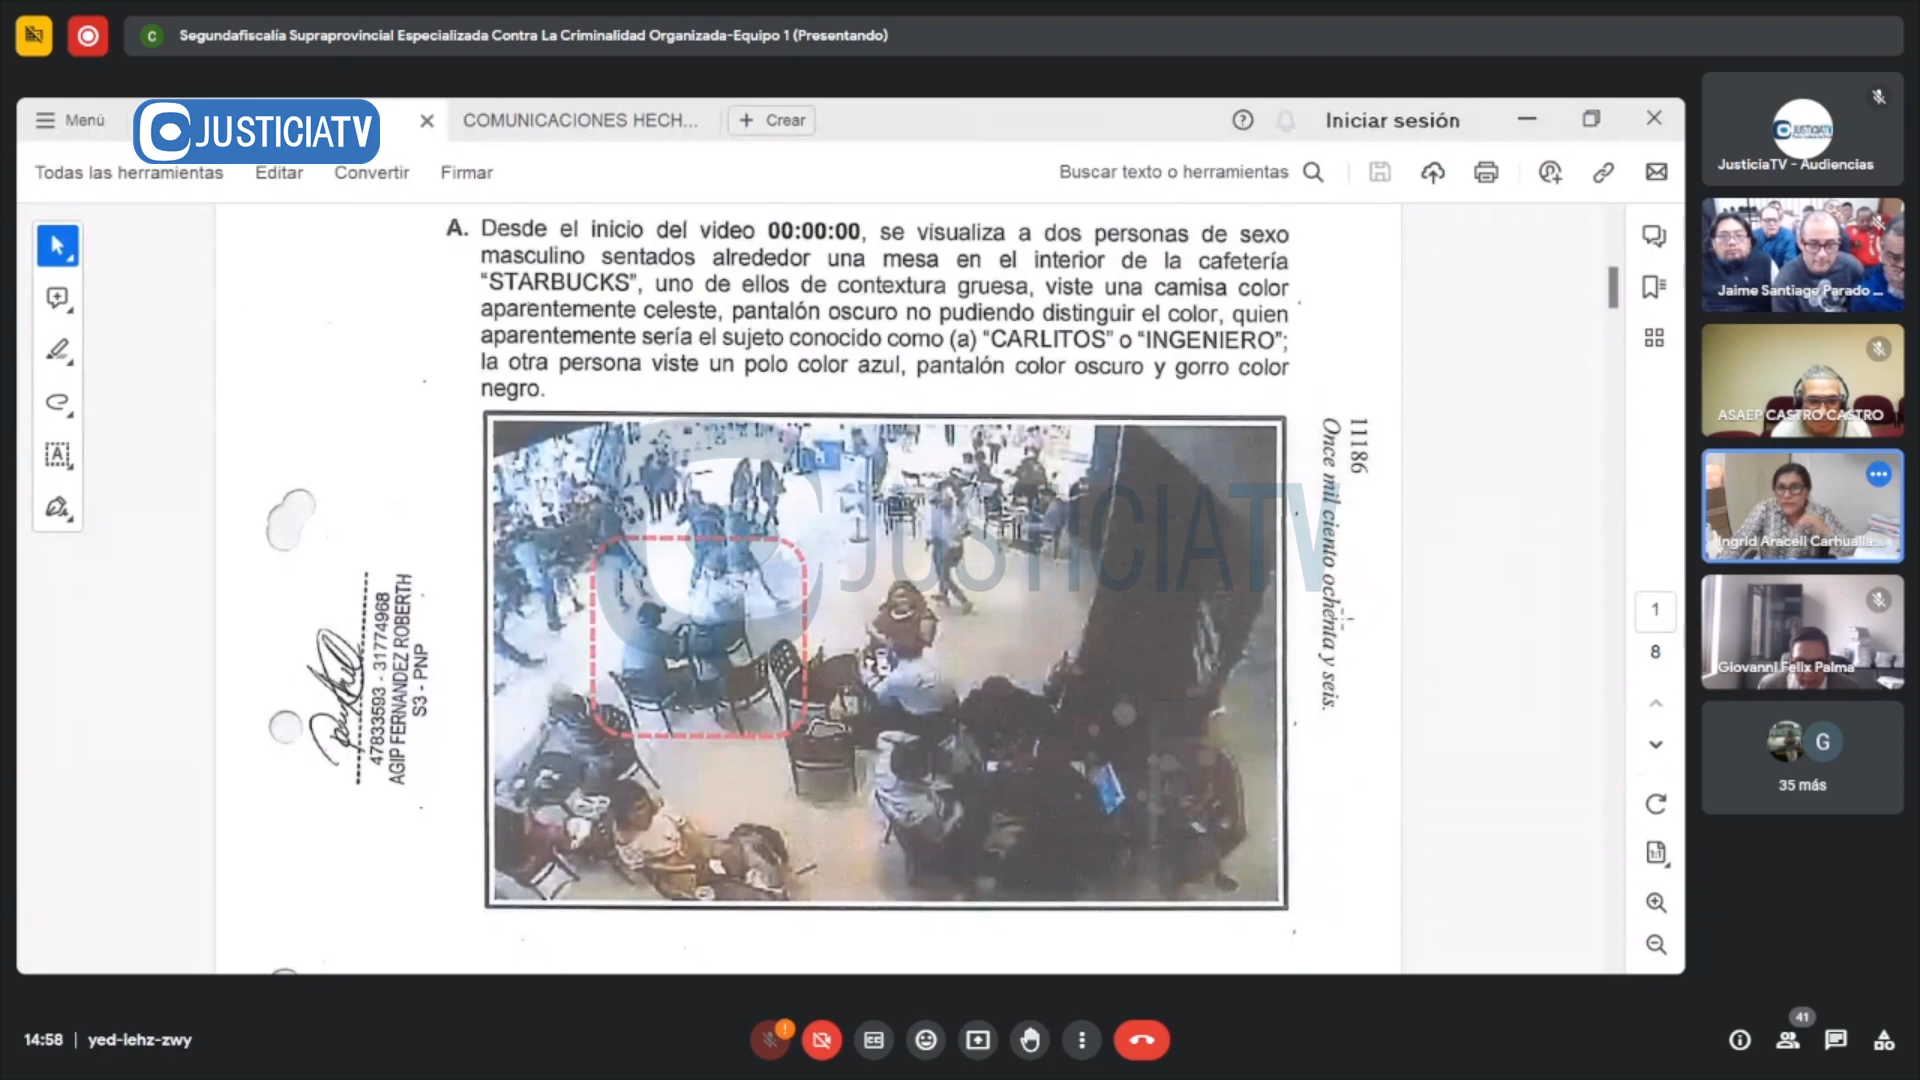 C Segundafiscalía Supraprovincial Especializada Contra La Criminalidad Organizada-Equipo 1 (Presentando)
Menú
JUSTICIATV
COMUNICACIONES HECH...
+ Crear
Iniciar sesión
Todas las herramientas Editar Convertir Firmar
Buscar texto o herramientas
A. Desde el inicio del video 00:00:00, se visualiza a dos personas de sexo
masculino sentados alrededor una mesa en el interior de la cafetería
“STARBUCKS”, uno de ellos de contextura gruesa, viste una camisa color
aparentemente celeste, pantalón oscuro no pudiendo distinguir el color, quien
aparentemente sería el sujeto conocido como (a) “CARLITOS” o “INGENIERO”;
la otra persona viste un polo color azul, pantalón color oscuro y gorro color
negro.
JUSTICIATV
11186
Once mil ciento ochenta y seis.
47833593 - 31774968
AGIP FERNANDEZ ROBERTH
S3 - PNP
1
8
JUSTICIATV
JusticiaTV - Audiencias
Jaime Santiago Parado ...
ASAEP CASTRO CASTRO
Ingrid Araceli Carhualla...
Giovanni Felix Palma
G
35 más
14:58 | yed-lehz-zwy
41